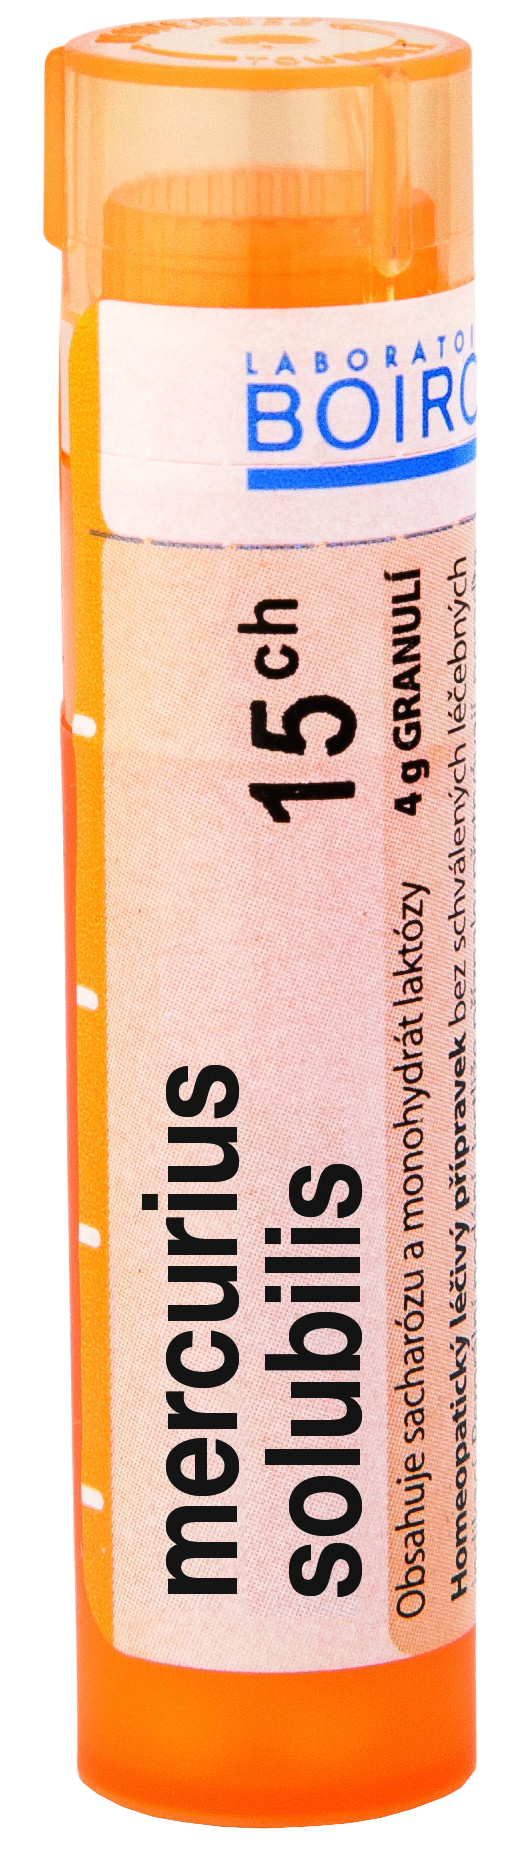 LABORATOI
BOIRO
15 ch
mercurius
solubilis
4 g GRANULÍ
Obsahuje sacharózu a monohydrát laktózy
Homeopatický léčivý přípravek bez schválených léčebných